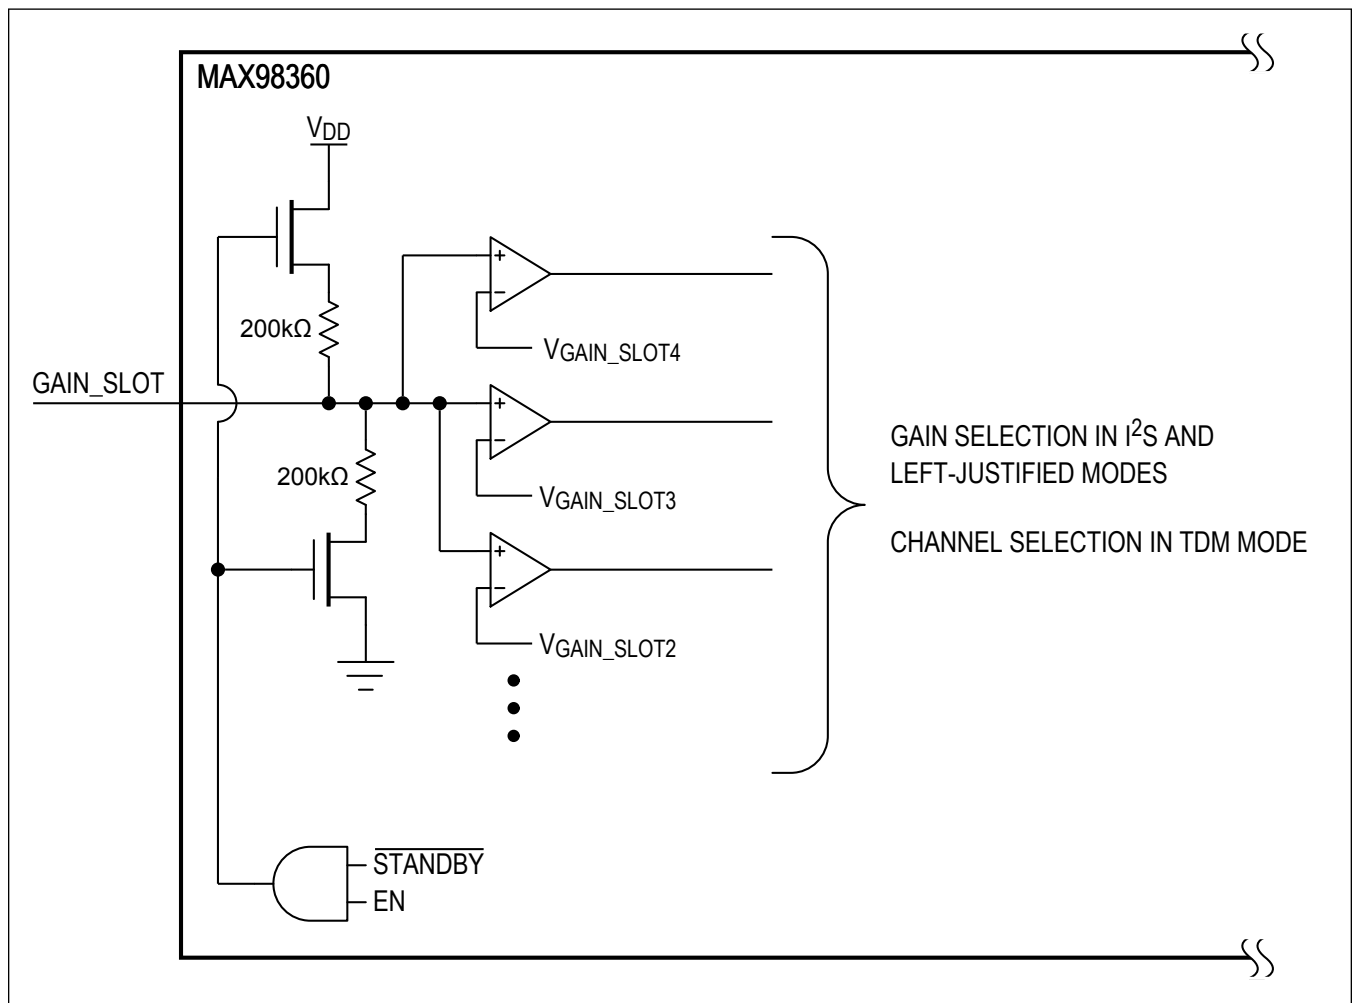 MAX98360
VDD
200kΩ
GAIN_SLOT
200kΩ
+
−
VGAIN_SLOT4
+
−
VGAIN_SLOT3
+
−
VGAIN_SLOT2
GAIN SELECTION IN I²S AND
LEFT-JUSTIFIED MODES
CHANNEL SELECTION IN TDM MODE
S̅T̅A̅N̅D̅B̅Y̅
EN